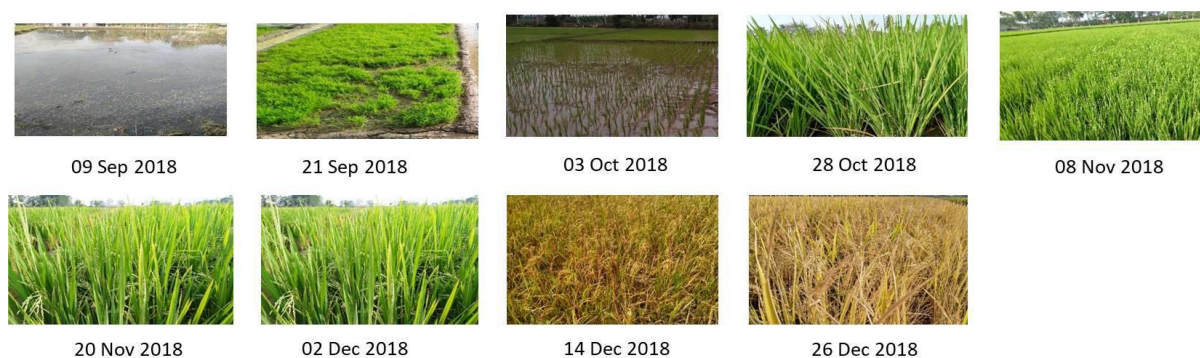 09 Sep 2018
21 Sep 2018
03 Oct 2018
28 Oct 2018
08 Nov 2018
20 Nov 2018
02 Dec 2018
14 Dec 2018
26 Dec 2018